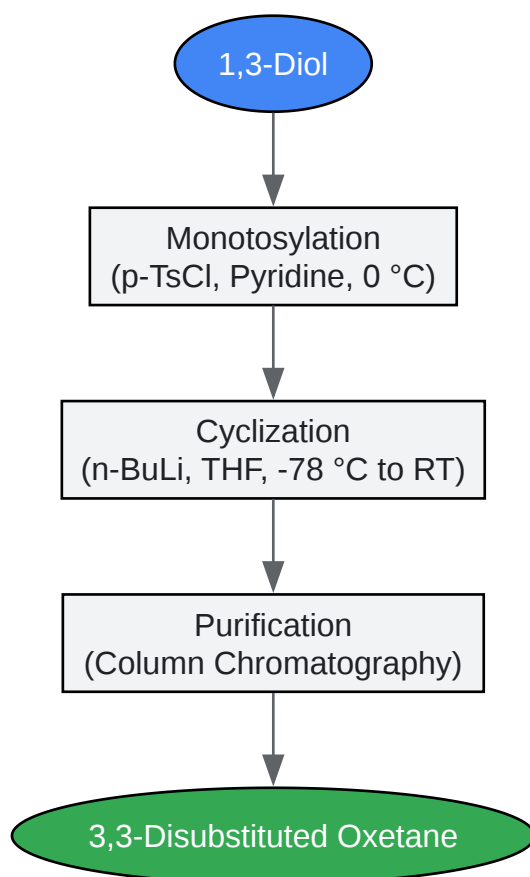 1,3-Diol
Monotosylation
(p-TsCl, Pyridine, 0 °C)
Cyclization
(n-BuLi, THF, -78 °C to RT)
Purification
(Column Chromatography)
3,3-Disubstituted Oxetane